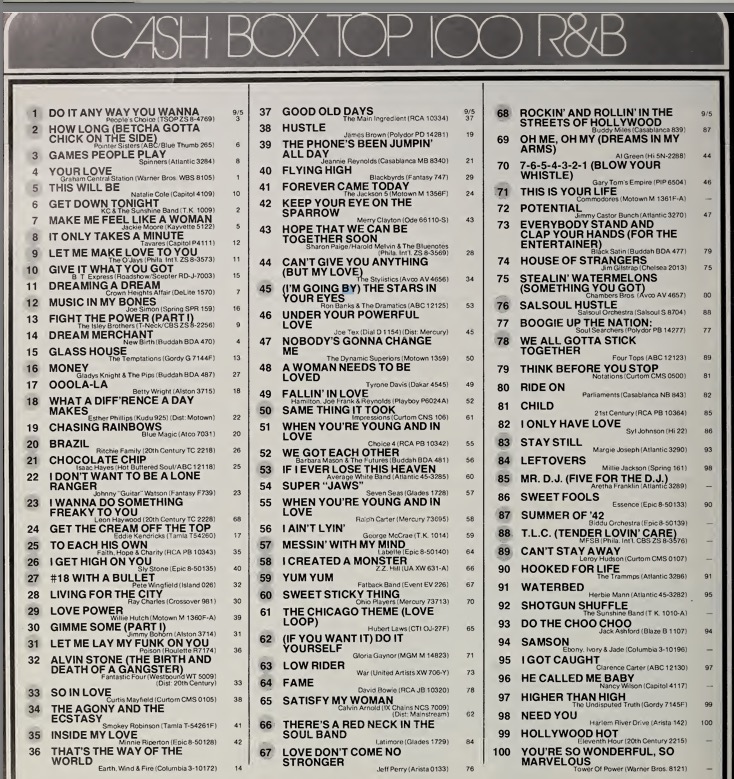 CASH BOX TOP 100 R&B
9/5
1 DO IT ANY WAY YOU WANNA
People's Choice (TSOP ZS 8-4769) 3
2 HOW LONG (BETCHA GOTTA
CHICK ON THE SIDE)
Pointer Sisters (ABC/Blue Thumb 265) 6
3 GAMES PEOPLE PLAY
Spinners (Atlantic 3284) 8
4 YOUR LOVE
Graham Central Station (Warner Bros. WBS 8105)
5 THIS WILL BE
Natalie Cole (Capitol 4109) 10
6 GET DOWN TONIGHT
KC & The Sunshine Band (T.K. 1009) 2
7 MAKE ME FEEL LIKE A WOMAN
Jackie Moore (Kayvette 5122)
8 IT ONLY TAKES A MINUTE
Tavares (Capitol P4111) 12
9 LET ME MAKE LOVE TO YOU
The O'Jays (Phila. Int'l. ZS 8-3573) 11
10 GIVE IT WHAT YOU GOT
B. T. Express (Roadshow/Scepter RD-J-7003) 15
11 DREAMING A DREAM
Crown Heights Affair (DeLite 1570)
12 MUSIC IN MY BONES
Joe Simon (Spring SPR 159) 16
13 FIGHT THE POWER (PART I)
The Isley Brothers (T-Neck/CBS ZS 8-2256) 9
14 DREAM MERCHANT
New Birth (Buddah BDA 470) 4
15 GLASS HOUSE
The Temptations (Gordy G 7144F) 13
16 MONEY
Gladys Knight & The Pips (Buddah BDA 487) 27
17 OOOLA-LA
Betty Wright (Alston 3715) 18
18 WHAT A DIFF'RENCE A DAY
MAKES
Esther Phillips (Kudu 925) (Dist: Motown) 22
19 CHASING RAINBOWS
Blue Magic (Atco 7031) 20
20 BRAZIL
Ritchie Family (20th Century TC 2218) 26
21 CHOCOLATE CHIP
Isaac Hayes (Hot Buttered Soul/ABC 12118) 25
22 I DON'T WANT TO BE A LONE
RANGER
Johnny "Guitar" Watson (Fantasy F739) 23
23 I WANNA DO SOMETHING
FREAKY TO YOU
Leon Haywood (20th Century TC 2228) 68
24 GET THE CREAM OFF THE TOP
Eddie Kendricks (Tamla T54260) 17
25 TO EACH HIS OWN
Faith, Hope & Charity (RCA PB 10343) 35
26 I GET HIGH ON YOU
Sly Stone (Epic 8-50135) 40
27 #18 WITH A BULLET
Pete Wingfield (Island 026) 32
28 LIVING FOR THE CITY
Ray Charles (Crossover 981) 30
29 LOVE POWER
Willie Hutch (Motown M 1360F-A) 39
30 GIMME SOME (PART I)
Jimmy Bohorn (Alston 3714) 31
31 LET ME LAY MY FUNK ON YOU
Poison (Roulette R7174) 36
32 ALVIN STONE (THE BIRTH AND
DEATH OF A GANGSTER)
Fantastic Four (Westbound WT 5009)
(Dist: 20th Century) 33
33 SO IN LOVE
Curtis Mayfield (Curtom CMS 0105) 38
34 THE AGONY AND THE
ECSTASY
Smokey Robinson (Tamla T-54261F) 41
35 INSIDE MY LOVE
Minnie Riperton (Epic 8-50128) 42
36 THAT'S THE WAY OF THE
WORLD
Earth, Wind & Fire (Columbia 3-10172) 14
9/5
37 GOOD OLD DAYS
The Main Ingredient (RCA 10334) 37
38 HUSTLE
James Brown (Polydor PD 14281) 19
39 THE PHONE'S BEEN JUMPIN'
ALL DAY
Jeannie Reynolds (Casablanca MB 8340) 21
40 FLYING HIGH
Blackbyrds (Fantasy 747) 29
41 FOREVER CAME TODAY
The Jackson 5 (Motown M 1356F) 24
42 KEEP YOUR EYE ON THE
SPARROW
Merry Clayton (Ode 66110-S) 43
43 HOPE THAT WE CAN BE
TOGETHER SOON
Sharon Paige/Harold Melvin & The Bluenotes
(Phila. Int'l. ZS 8-3569) 28
44 CAN'T GIVE YOU ANYTHING
(BUT MY LOVE)
The Stylistics (Avco AV 4656) 34
45 (I'M GOING BY) THE STARS IN
YOUR EYES
Ron Banks & The Dramatics (ABC 12125) 53
46 UNDER YOUR POWERFUL
LOVE
Joe Tex (Dial D 1154) (Dist: Mercury) 45
47 NOBODY'S GONNA CHANGE
ME
The Dynamic Superions (Motown 1359) 50
48 A WOMAN NEEDS TO BE
LOVED
Tyrone Davis (Dakar 4545) 49
49 FALLIN' IN LOVE
Hamilton, Joe Frank & Reynolds (Playboy P6024A) 52
50 SAME THING IT TOOK
Impressions (Curtom CNS 106) 61
51 WHEN YOU'RE YOUNG AND IN
LOVE
Choice 4 (RCA PB 10342) 55
52 WE GOT EACH OTHER
Barbara Mason & The Futures (Buddah BDA 481) 56
53 IF I EVER LOSE THIS HEAVEN
Average White Band (Atlantic 45-3285) 60
54 SUPER "JAWS"
Seven Seas (Glades 1728) 57
55 WHEN YOU'RE YOUNG AND IN
LOVE
Ralph Carter (Mercury 73695) 58
56 I AIN'T LYIN'
George McCrae (T.K. 1014) 59
57 MESSIN' WITH MY MIND
Labelle (Epic 8-50140) 64
58 I CREATED A MONSTER
Z.Z. Hill (UA XW 631-A) 66
59 YUM YUM
Fatback Band (Event EV 226) 67
60 SWEET STICKY THING
Ohio Players (Mercury 73713) 70
61 THE CHICAGO THEME (LOVE
LOOP)
Hubert Laws (CTI OJ-27F) 65
62 (IF YOU WANT IT) DO IT
YOURSELF
Gloria Gaynor (MGM M 14823) 71
63 LOW RIDER
War (United Artists XW 706-Y) 73
64 FAME
David Bowie (RCA JB 10320) 78
65 SATISFY MY WOMAN
Calvin Arnold (IX Chains NCS 7009)
(Dist: Mainstream) 62
66 THERE'S A RED NECK IN THE
SOUL BAND
Latimore (Glades 1729) 84
67 LOVE DON'T COME NO
STRONGER
Jeff Perry (Arista 0133) 76
9/5
68 ROCKIN' AND ROLLIN' IN THE
STREETS OF HOLLYWOOD
Buddy Miles (Casablanca 839) 87
69 OH ME, OH MY (DREAMS IN MY
ARMS)
Al Green (Hi 5N-2288) 44
70 7-6-5-4-3-2-1 (BLOW YOUR
WHISTLE)
Gary Tom's Empire (PIP 6504) 46
71 THIS IS YOUR LIFE
Commodores (Motown M 1361F-A) —
72 POTENTIAL
Jimmy Castor Bunch (Atlantic 3270) 47
73 EVERYBODY STAND AND
CLAP YOUR HANDS (FOR THE
ENTERTAINER)
Black Satin (Buddah BDA 477) 79
74 HOUSE OF STRANGERS
Jim Gilstrap (Chelsea 2013) 75
75 STEALIN' WATERMELONS
(SOMETHING YOU GOT)
Chambers Bros. (Avco AV 4657) 80
76 SALSOUL HUSTLE
Salsoul Orchestra (Salsoul S 8704) 88
77 BOOGIE UP THE NATION:
Soul Searchers (Polydor PB 14277) 77
78 WE ALL GOTTA STICK
TOGETHER
Four Tops (ABC 12123) 89
79 THINK BEFORE YOU STOP
Notations (Curtom CMS 0500) 81
80 RIDE ON
Parliaments (Casablanca NB 843) 82
81 CHILD
21st Century (RCA PB 10364) 85
82 I ONLY HAVE LOVE
Syl Johnson (Hi 22) 86
83 STAY STILL
Margie Joseph (Atlantic 3290) 93
84 LEFTOVERS
Millie Jackson (Spring 161) 98
85 MR. D.J. (FIVE FOR THE D.J.)
Aretha Franklin (Atlantic 3289) —
86 SWEET FOOLS
Essence (Epic 8-50133) 90
87 SUMMER OF '42
Biddu Orchestra (Epic 8-50139) —
88 T.L.C. (TENDER LOVIN' CARE)
MFSB (Phila. Int'l. CBS ZS 8-3576) —
89 CAN'T STAY AWAY
Leroy Hudson (Curtom CMS 0107) —
90 HOOKED FOR LIFE
The Trammps (Atlantic 3286) 91
91 WATERBED
Herbie Mann (Atlantic 45-3282) 95
92 SHOTGUN SHUFFLE
The Sunshine Band (T.K. 1010-A) —
93 DO THE CHOO CHOO
Jack Ashford (Blaze B 1107) 94
94 SAMSON
Ebony, Ivory & Jade (Columbia 3-10196) —
95 I GOT CAUGHT
Clarence Carter (ABC 12130) 97
96 HE CALLED ME BABY
Nancy Wilson (Capitol 4117) —
97 HIGHER THAN HIGH
The Undisputed Truth (Gordy 7145F) 99
98 NEED YOU
Harlem River Drive (Arista 142) 100
99 HOLLYWOOD HOT
Eleventh Hour (20th Century 2215) —
100 YOU'RE SO WONDERFUL, SO
MARVELOUS
Tower Of Power (Warner Bros. 8121) —